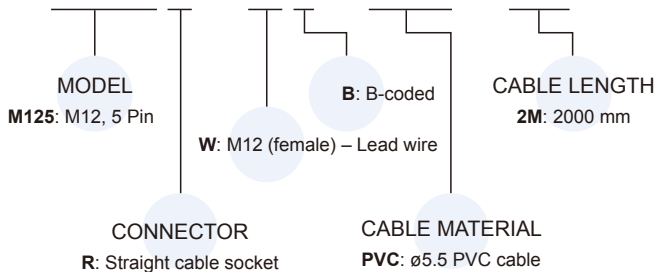 MODEL
M125: M12, 5 Pin
B: B-coded
CABLE LENGTH
2M: 2000 mm
W: M12 (female) – Lead wire
CONNECTOR
R: Straight cable socket
CABLE MATERIAL
PVC: ø5.5 PVC cable